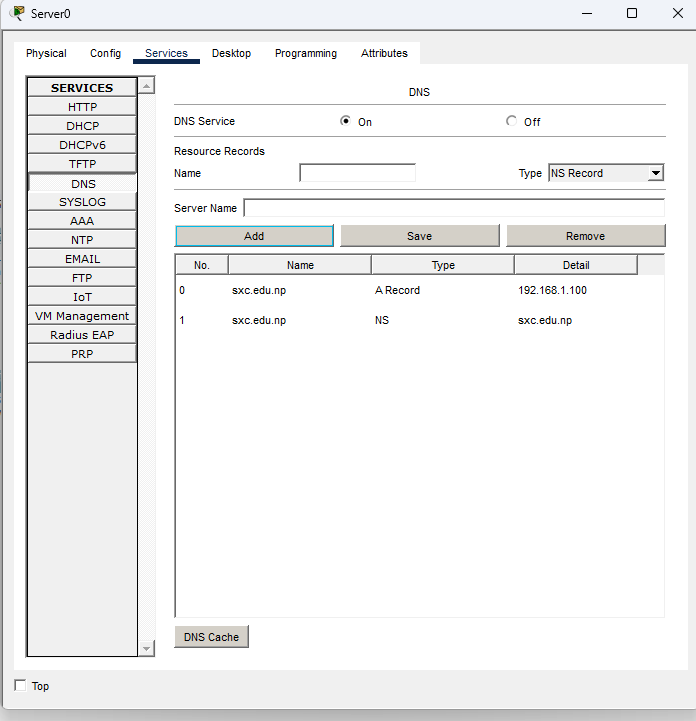 Server0
Physical Config Services Desktop Programming Attributes
SERVICES
HTTP
DHCP
DHCPv6
TFTP
DNS
SYSLOG
AAA
NTP
EMAIL
FTP
IoT
VM Management
Radius EAP
PRP
DNS
DNS Service On Off
Resource Records
Name Type NS Record
Server Name
Add Save Remove
No. Name Type Detail
0 sxc.edu.np A Record 192.168.1.100
1 sxc.edu.np NS sxc.edu.np
DNS Cache
Top